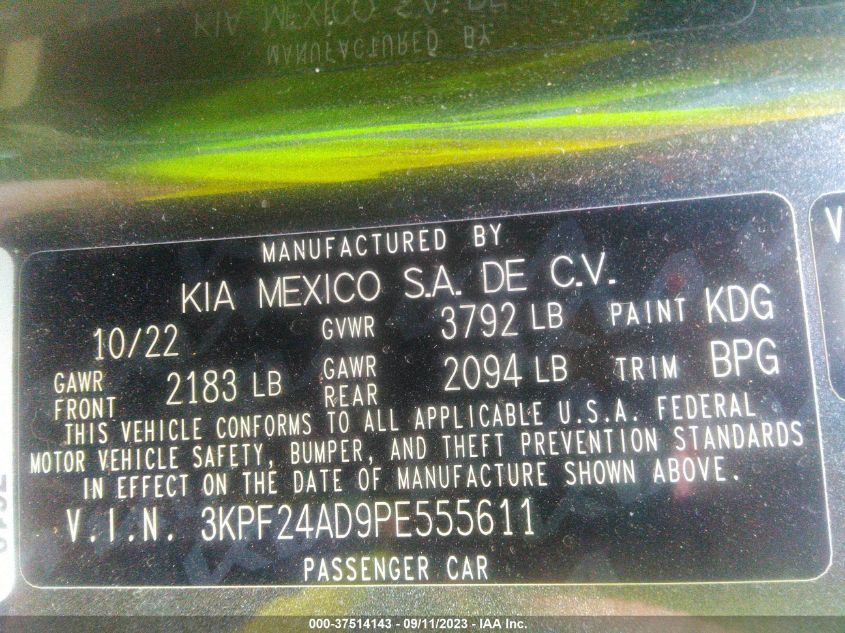 KIA MEXICO S.A. DE
MANUFACTURED BY
MANUFACTURED BY
KIA MEXICO S.A. DE C.V.
10/22 GVWR 3792 LB PAINT KDG
GAWR FRONT 2183 LB GAWR REAR 2094 LB TRIM BPG
THIS VEHICLE CONFORMS TO ALL APPLICABLE U.S.A. FEDERAL
MOTOR VEHICLE SAFETY, BUMPER, AND THEFT PREVENTION STANDARDS
IN EFFECT ON THE DATE OF MANUFACTURE SHOWN ABOVE.
V.I.N. 3KPF24AD9PE555611
PASSENGER CAR
V
000-37514143 - 09/11/2023 - IAA Inc.